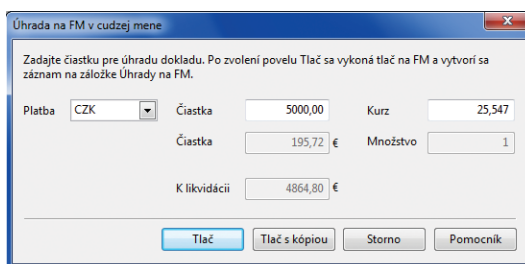 Úhrada na FM v cudzej mene
Zadajte čiastku pre úhradu dokladu. Po zvolení povelu Tlač sa vykoná tlač na FM a vytvorí sa
záznam na záložke Úhrady na FM.
Platba CZK Čiastka 5000,00 Kurz 25,547
Čiastka 195,72 € Množstvo 1
K likvidácii 4864,80 €
Tlač Tlač s kópiou Storno Pomocník